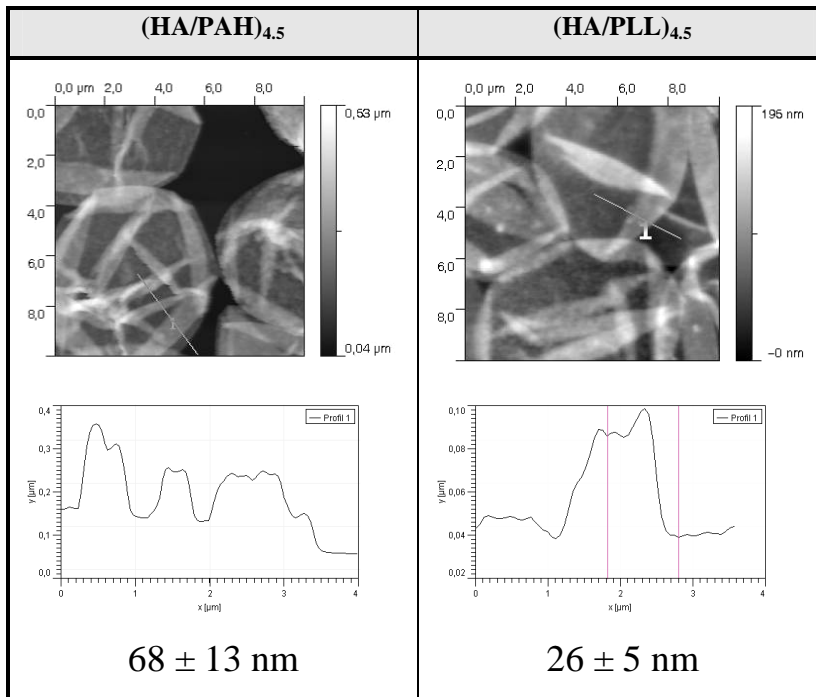 (HA/PAH)4.5
(HA/PLL)4.5
0,0 µm 2,0 4,0 6,0 8,0
0,0
2,0
4,0
6,0
8,0
0,53 µm
0,04 µm
1
0,0 µm 2,0 4,0 6,0 8,0
0,0
2,0
4,0
6,0
8,0
195 nm
−0 nm
1
0,4
0,3
0,2
0,1
0,0
y [µm]
Profil 1
0 1 2 3 4
x [µm]
0,10
0,08
0,06
0,04
0,02
y [µm]
Profil 1
0 1 2 3 4
x [µm]
68 ± 13 nm
26 ± 5 nm